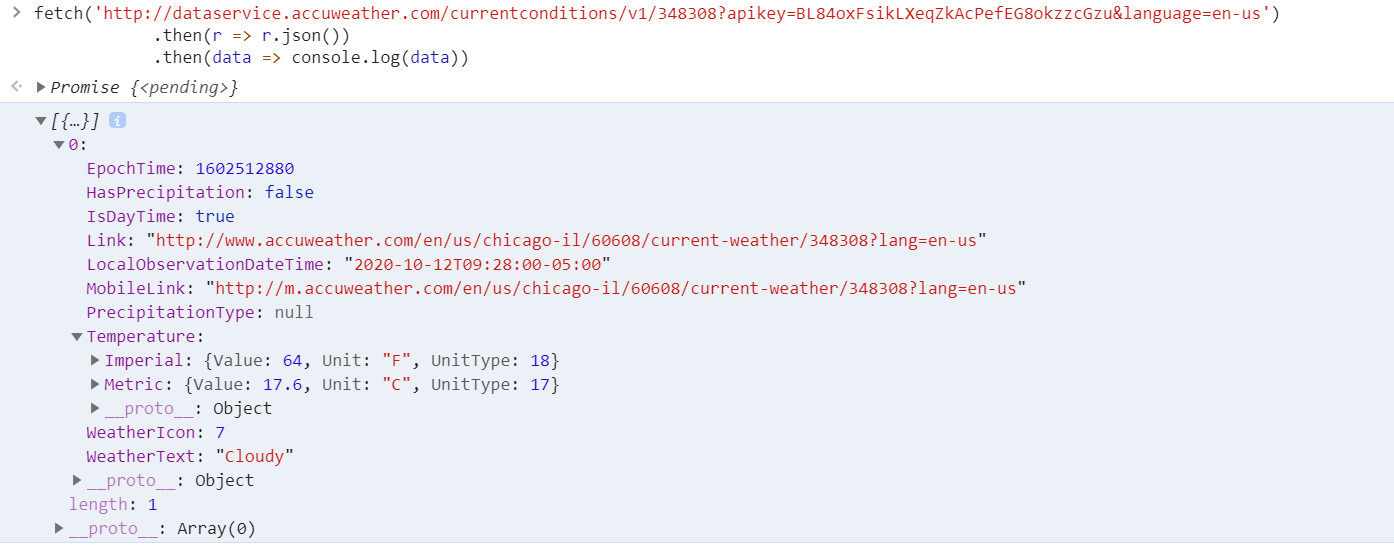 > fetch('http://dataservice.accuweather.com/currentconditions/v1/348308?apikey=BL84oxFsikLXeqZkAcPefEG8okzzcGzu&language=en-us')
.then(r => r.json())
.then(data => console.log(data))
Promise {<pending>}
[{…}] i
0:
EpochTime: 1602512880
HasPrecipitation: false
IsDayTime: true
Link: "http://www.accuweather.com/en/us/chicago-il/60608/current-weather/348308?lang=en-us"
LocalObservationDateTime: "2020-10-12T09:28:00-05:00"
MobileLink: "http://m.accuweather.com/en/us/chicago-il/60608/current-weather/348308?lang=en-us"
PrecipitationType: null
Temperature:
Imperial: {Value: 64, Unit: "F", UnitType: 18}
Metric: {Value: 17.6, Unit: "C", UnitType: 17}
__proto__: Object
WeatherIcon: 7
WeatherText: "Cloudy"
__proto__: Object
length: 1
__proto__: Array(0)